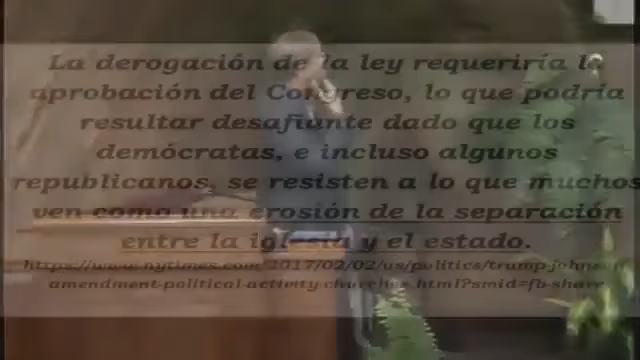 La derogación de la ley requeriría la
aprobación del Congreso, lo que podría
resultar desafiante dado que los
demócratas, e incluso algunos
republicanos, se resisten a lo que muchos
ven como una erosión de la separación
entre la iglesia y el estado.
https://www.nytimes.com/2017/02/02/us/politics/trump-johnson-
amendment-political-activity-churches.html?smid=fb-share